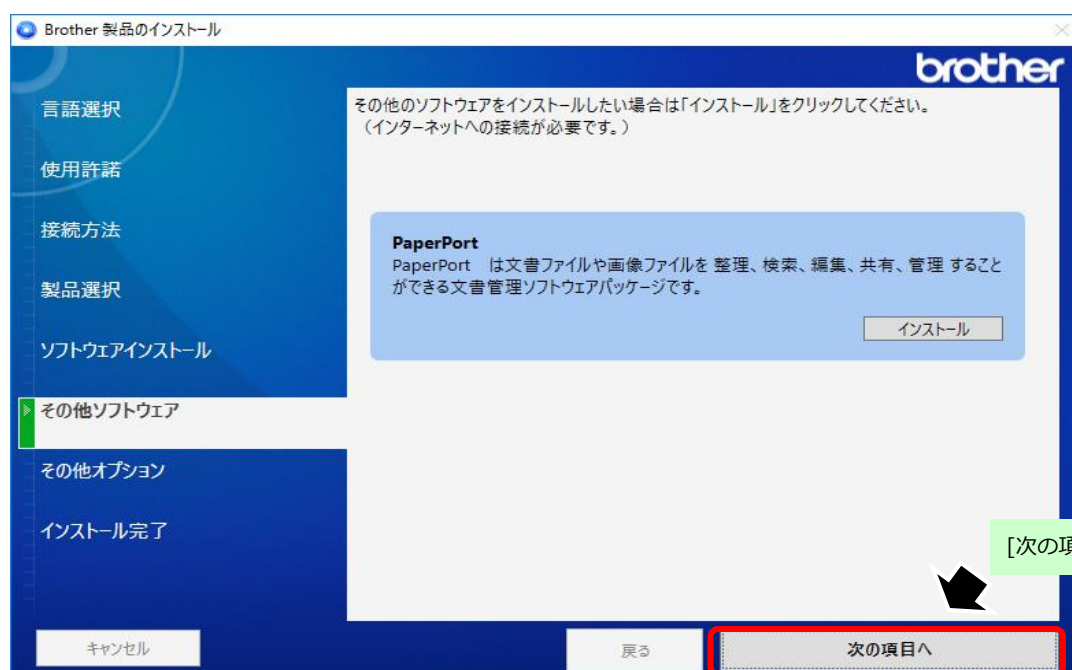 Brother 製品のインストール
brother
言語選択
使用許諾
接続方法
製品選択
ソフトウェアインストール
その他ソフトウェア
その他オプション
インストール完了
その他のソフトウェアをインストールしたい場合は「インストール」をクリックしてください。
（インターネットへの接続が必要です。）
PaperPort
PaperPort　は文書ファイルや画像ファイルを 整理、検索、編集、共有、管理 すること
ができる文書管理ソフトウェアパッケージです。
インストール
[次の項
キャンセル
戻る
次の項目へ